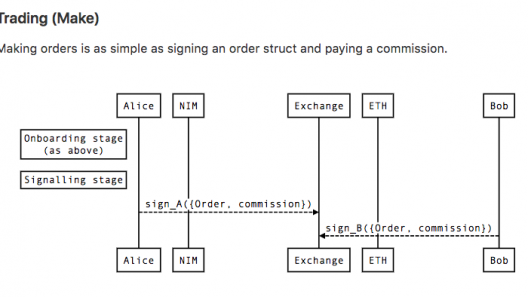 Trading (Make)
Making orders is as simple as signing an order struct and paying a commission.
Alice NIM Exchange ETH Bob
Onboarding stage
(as above)
Signalling stage
sign_A({Order, commission})
sign_B({Order, commission})
Alice NIM Exchange ETH Bob